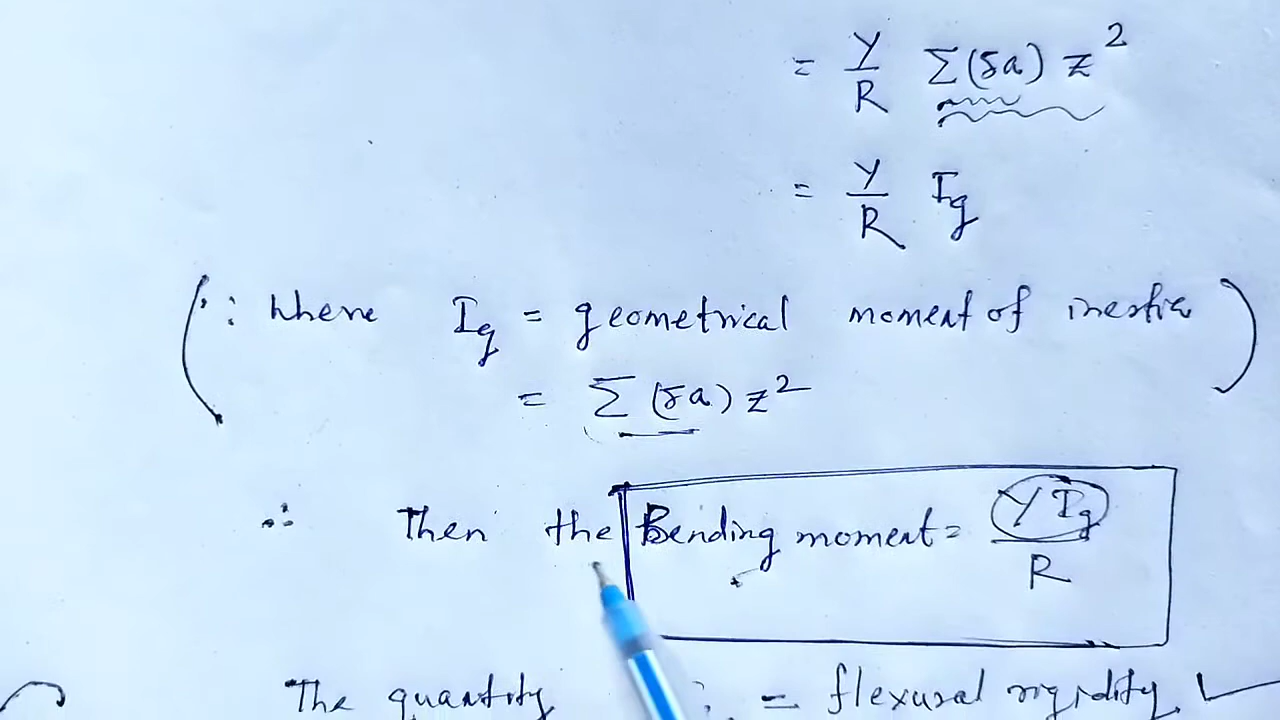 = Y/R Σ(δa) z²
= Y/R Ig
(∵ where Ig = geometrical moment of inertia)
= Σ (δa) z²
∴ Then the Bending moment = Y Ig / R
The quantity = flexural rigidity